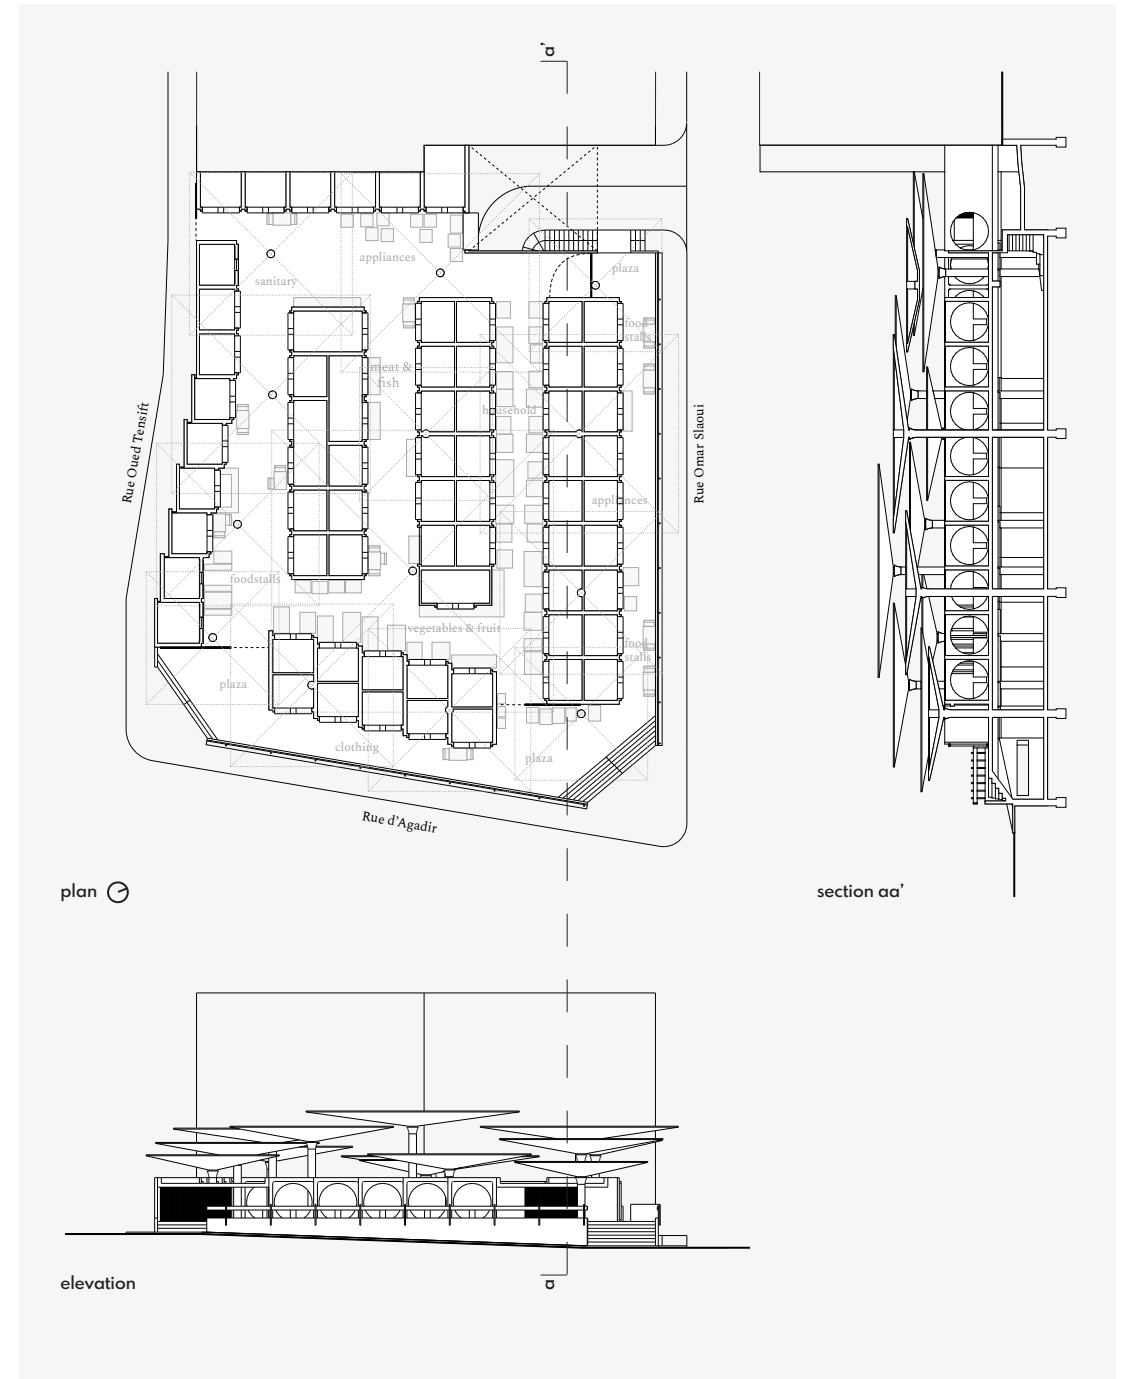 a'
appliances
plaza
sanitary
food
stalls
meat &
fish
household
Rue Oued Tensift
Rue Omar Slaoui
appliances
foodstalls
vegetables & fruit
food
stalls
plaza
clothing
plaza
Rue d'Agadir
plan
section aa'
elevation
a